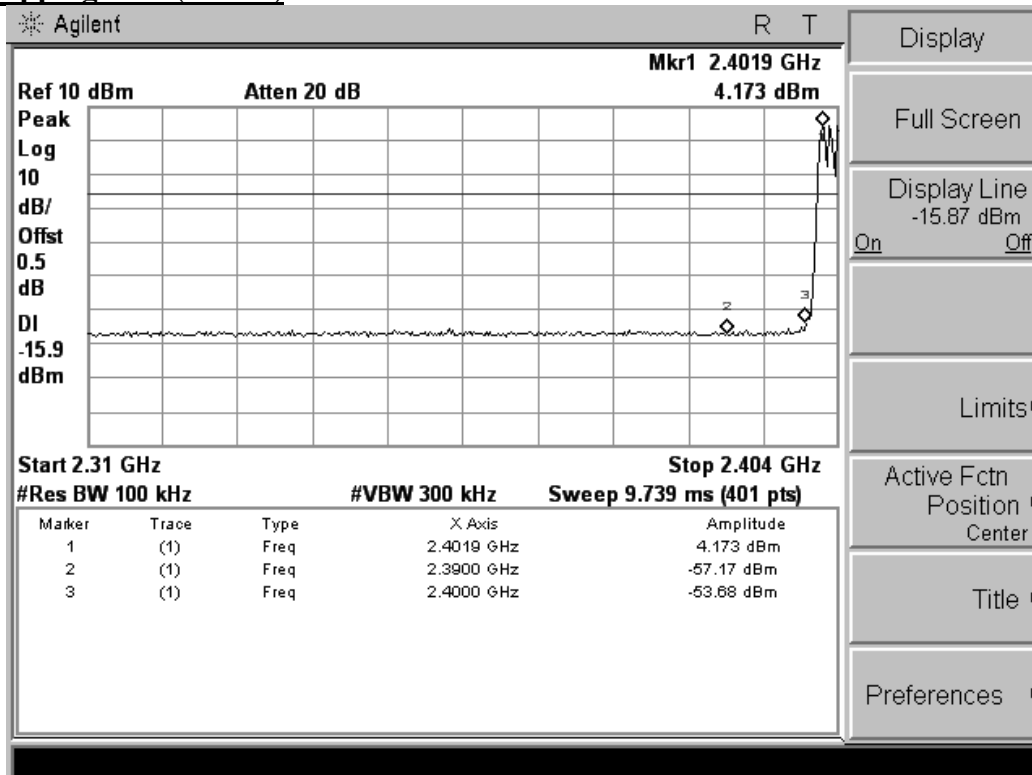 Agilent
R T
Mkr1 2.4019 GHz
Ref 10 dBm Atten 20 dB 4.173 dBm
Peak
Log
10
dB/
Offst
0.5
dB
DI
-15.9
dBm
2
3
Start 2.31 GHz Stop 2.404 GHz
#Res BW 100 kHz #VBW 300 kHz Sweep 9.739 ms (401 pts)
Marker Trace Type X Axis Amplitude
1 (1) Freq 2.4019 GHz 4.173 dBm
2 (1) Freq 2.3900 GHz -57.17 dBm
3 (1) Freq 2.4000 GHz -53.68 dBm
Display
Full Screen
Display Line
-15.87 dBm
On Off
Limits
Active Fctn
Position
Center
Title
Preferences